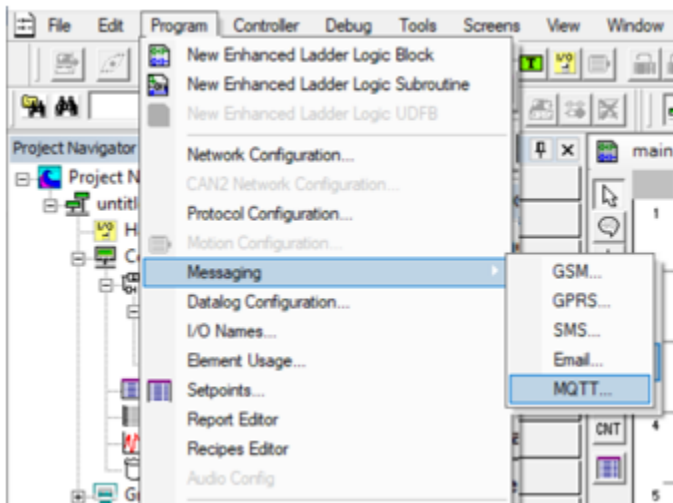 File Edit Program Controller Debug Tools Screens View Window
New Enhanced Ladder Logic Block
New Enhanced Ladder Logic Subroutine
New Enhanced Ladder Logic UDFB
Project Navigator
Network Configuration...
main
Project N
CAN2 Network Configuration...
untitl
Protocol Configuration...
1
H
Motion Configuration...
C
Messaging
GSM...
Datalog Configuration...
GPRS...
I/O Names...
SMS...
Element Usage...
Email...
Setpoints...
MQTT...
Report Editor
CNT
4
Recipes Editor
Audio Config
G
5